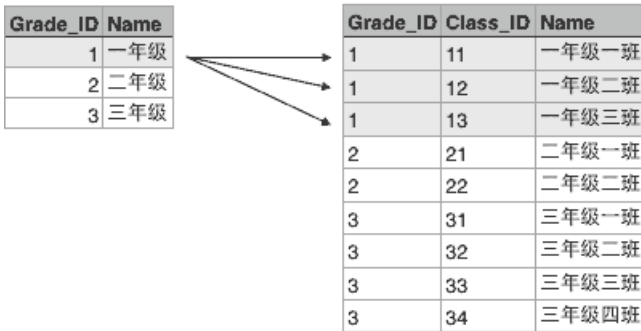 Grade_ID Name
1 一年级
2 二年级
3 三年级
Grade_ID Class_ID Name
1 11 一年级一班
1 12 一年级二班
1 13 一年级三班
2 21 二年级一班
2 22 二年级二班
3 31 三年级一班
3 32 三年级二班
3 33 三年级三班
3 34 三年级四班